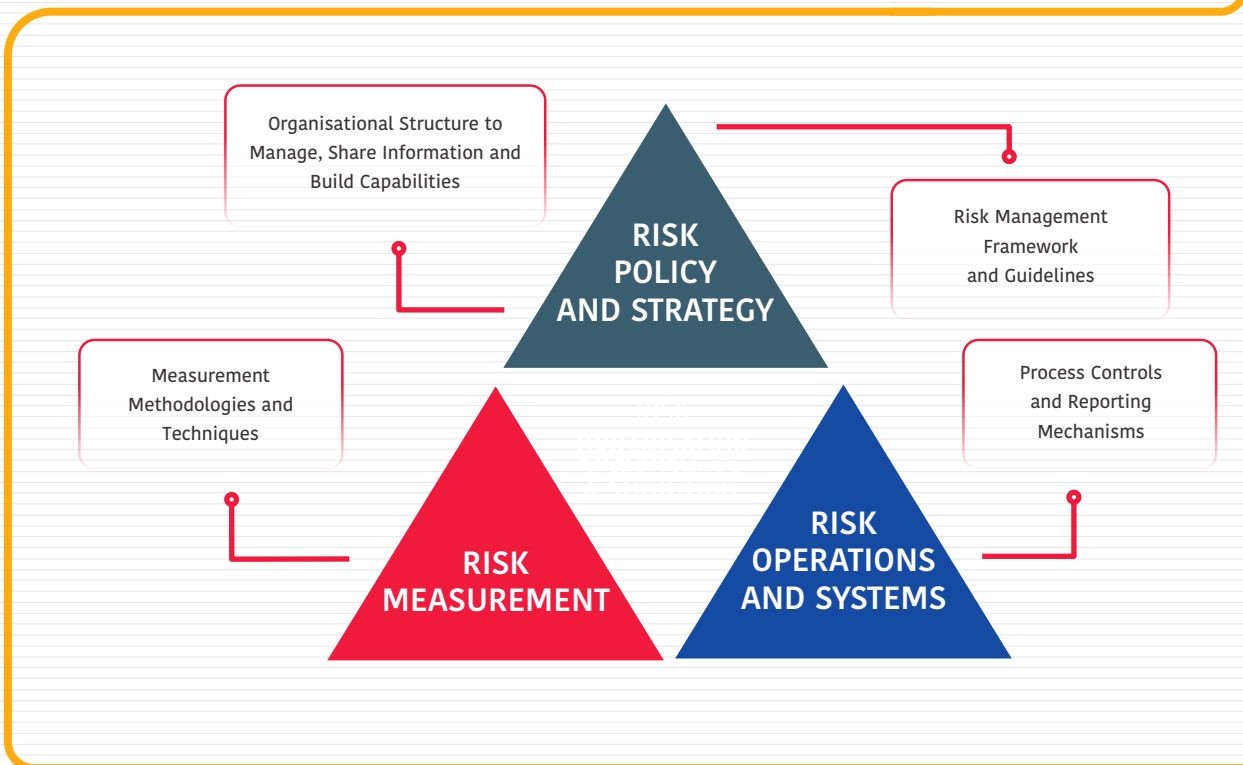 Organisational Structure to
Manage, Share Information and
Build Capabilities
RISK
POLICY
AND STRATEGY
Risk Management
Framework
and Guidelines
Measurement
Methodologies and
Techniques
RISK
MEASUREMENT
RISK
OPERATIONS
AND SYSTEMS
Process Controls
and Reporting
Mechanisms